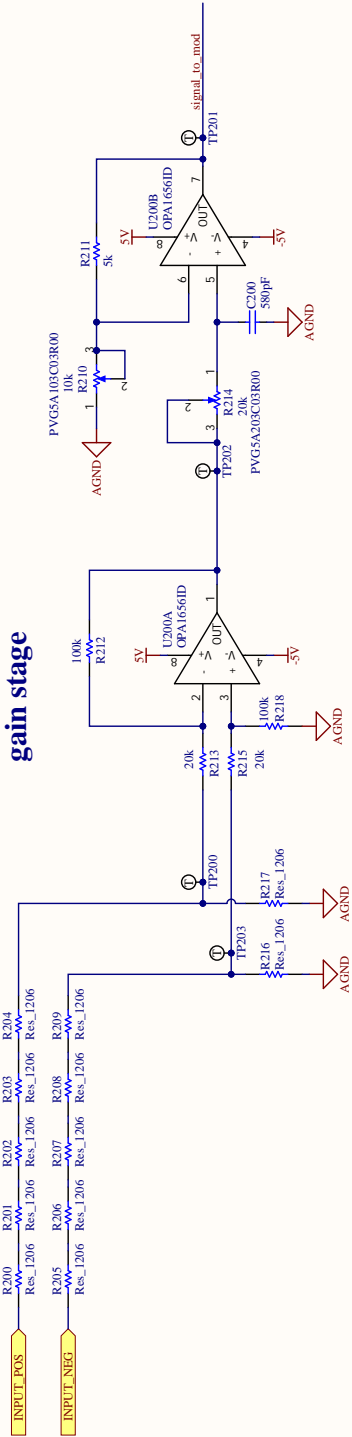 gain stage
INPUT_POS
R200
Res_1206
R201
Res_1206
R202
Res_1206
R203
Res_1206
R204
Res_1206
INPUT_NEG
R205
Res_1206
R206
Res_1206
R207
Res_1206
R208
Res_1206
R209
Res_1206
T
TP200
T
TP203
R217
Res_1206
AGND
R216
Res_1206
AGND
20k
R213
R215
20k
100k
R218
AGND
100k
R212
U200A
OPA1656ID
5V
8
V+
V-
4
-5V
2
-
3
+
OUT
1
T
TP202
PVG5A103C03R00
10k
R210
1
2
3
AGND
R211
5k
2
3
1
R214
20k
PVG5A203C03R00
C200
580pF
AGND
U200B
OPA1656ID
5V
8
V+
V-
4
-5V
6
-
5
+
OUT
7
T
TP201
signal_to_mod